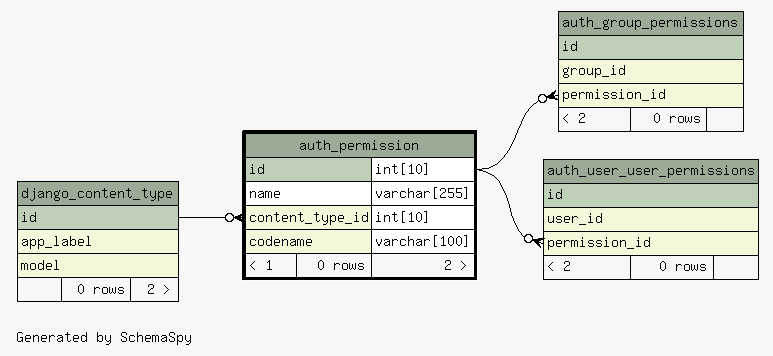 auth_group_permissions
id
group_id
permission_id
< 2 0 rows
auth_permission
id int[10]
name varchar[255]
content_type_id int[10]
codename varchar[100]
< 1 0 rows 2 >
auth_user_user_permissions
id
user_id
permission_id
< 2 0 rows
django_content_type
id
app_label
model
0 rows 2 >
Generated by SchemaSpy